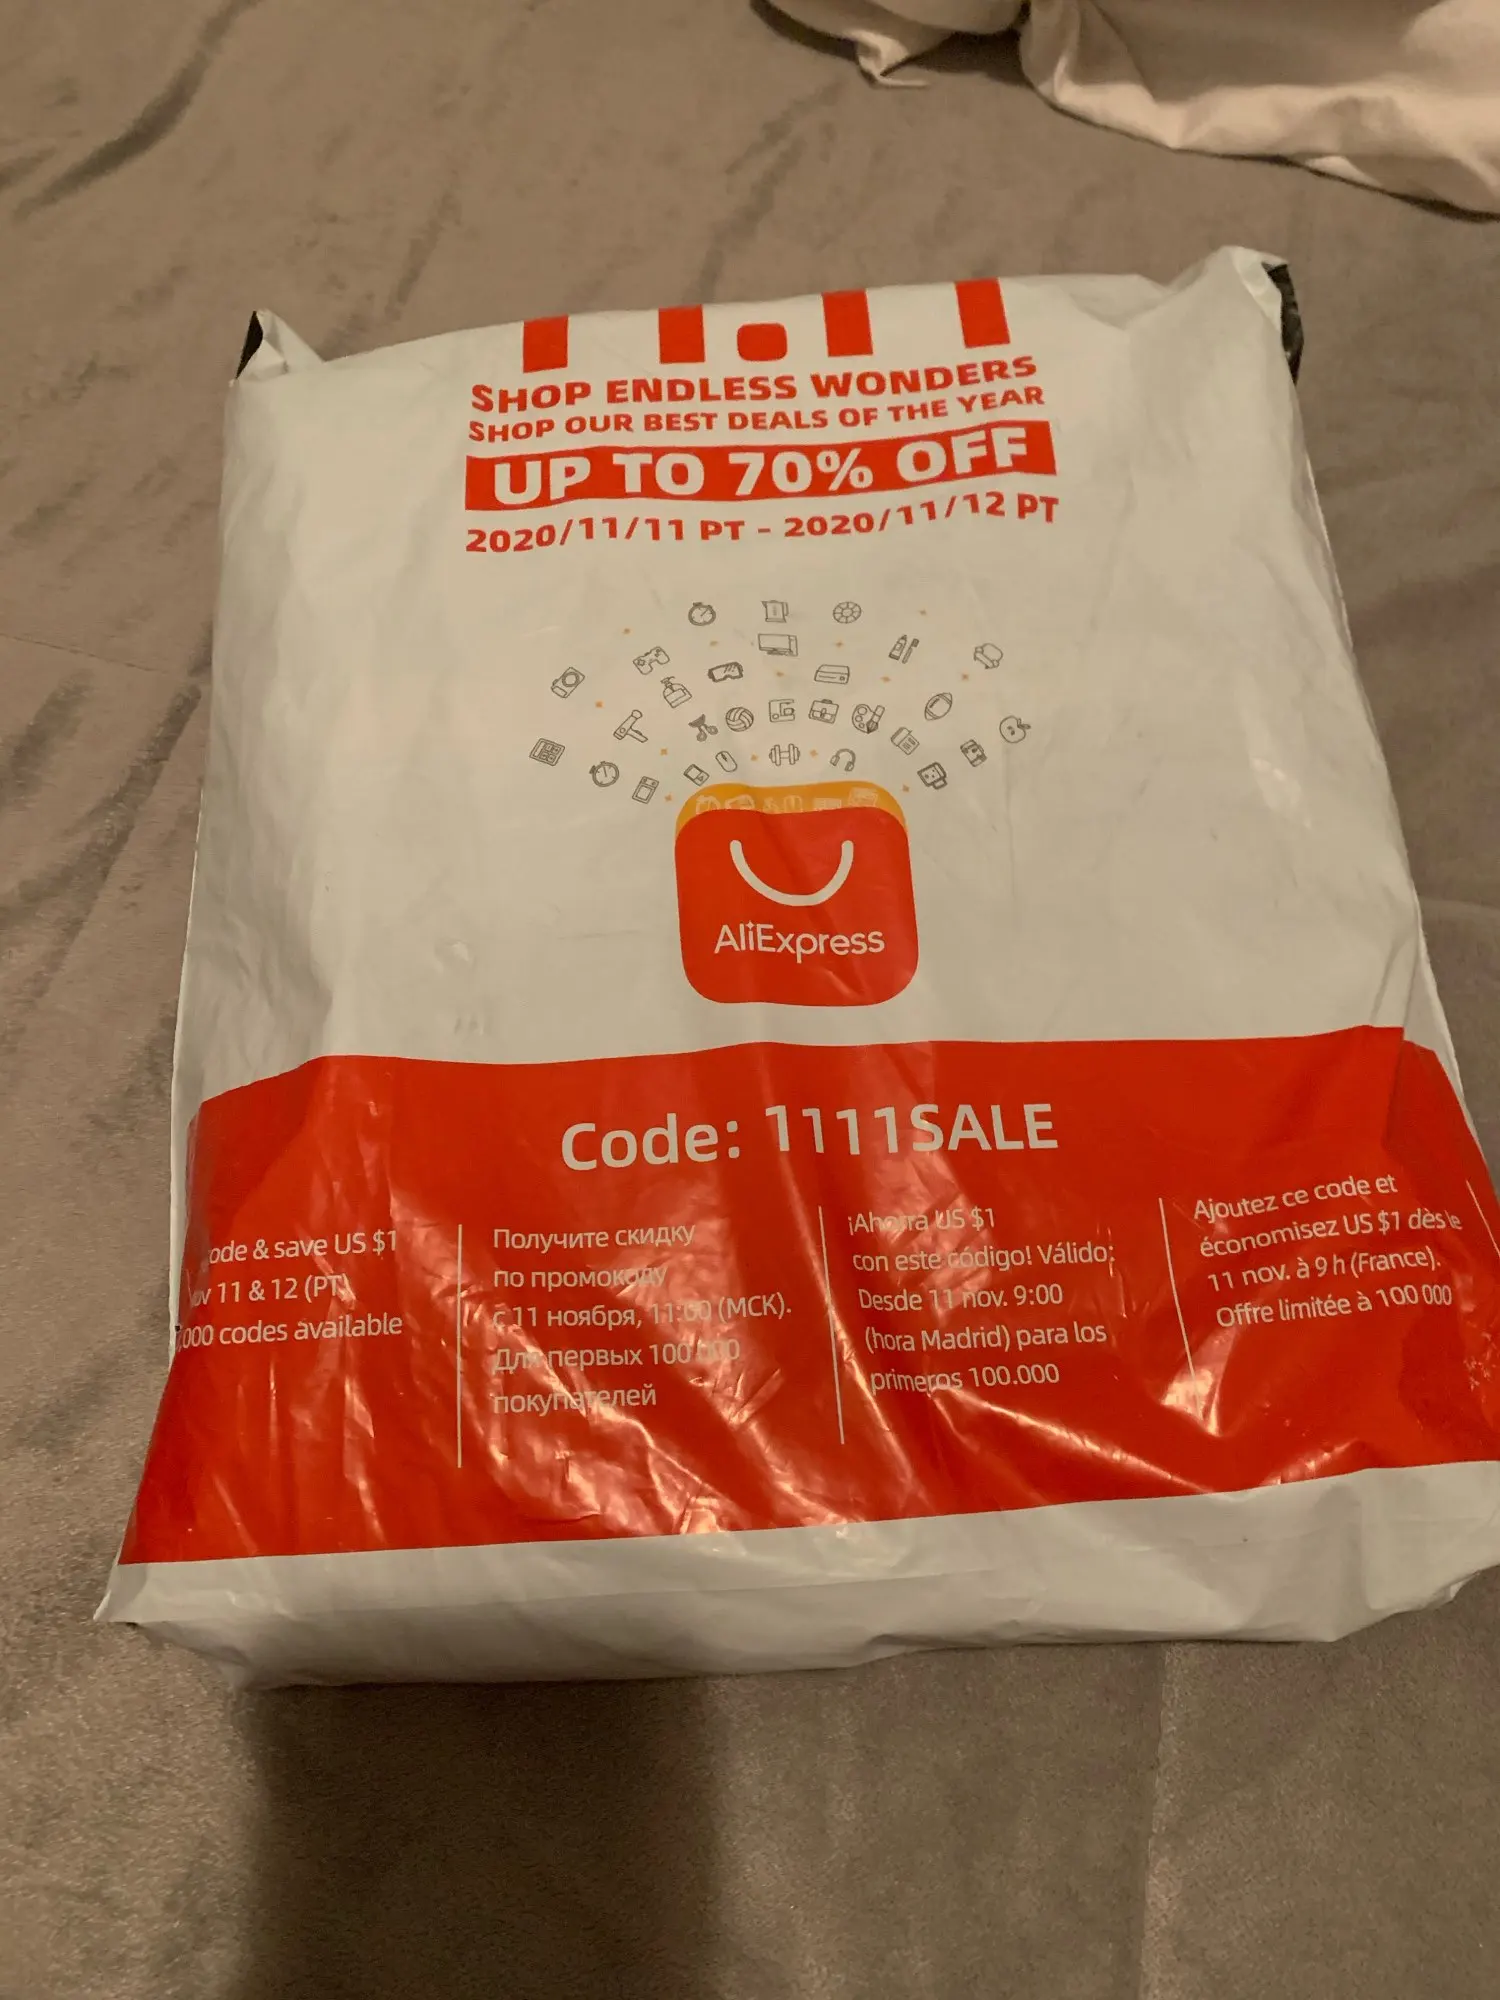 11.11
SHOP ENDLESS WONDERS
SHOP OUR BEST DEALS OF THE YEAR
UP TO 70% OFF
2020/11/11 PT - 2020/11/12 PT
AliExpress
Code: 1111SALE
& save US $1
11 & 12 (PT)
codes available
Получите скидку
по промокоду
с 11 ноября, 11:00 (МСК).
Для первых 100 000
покупателей
¡Ahorra US $1
con este código! Válido:
Desde 11 nov. 9:00
(hora Madrid) para los
primeros 100.000
Ajoutez ce code et
économisez US $1 dès le
11 nov. à 9 h (France).
Offre limitée à 100 000